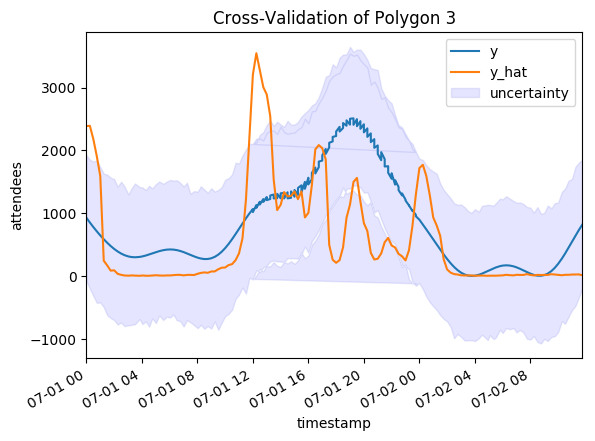 Cross-Validation of Polygon 3
y
y_hat
uncertainty
attendees
3000
2000
1000
0
−1000
07-01 00
07-01 04
07-01 08
07-01 12
07-01 16
07-01 20
07-02 00
07-02 04
07-02 08
timestamp